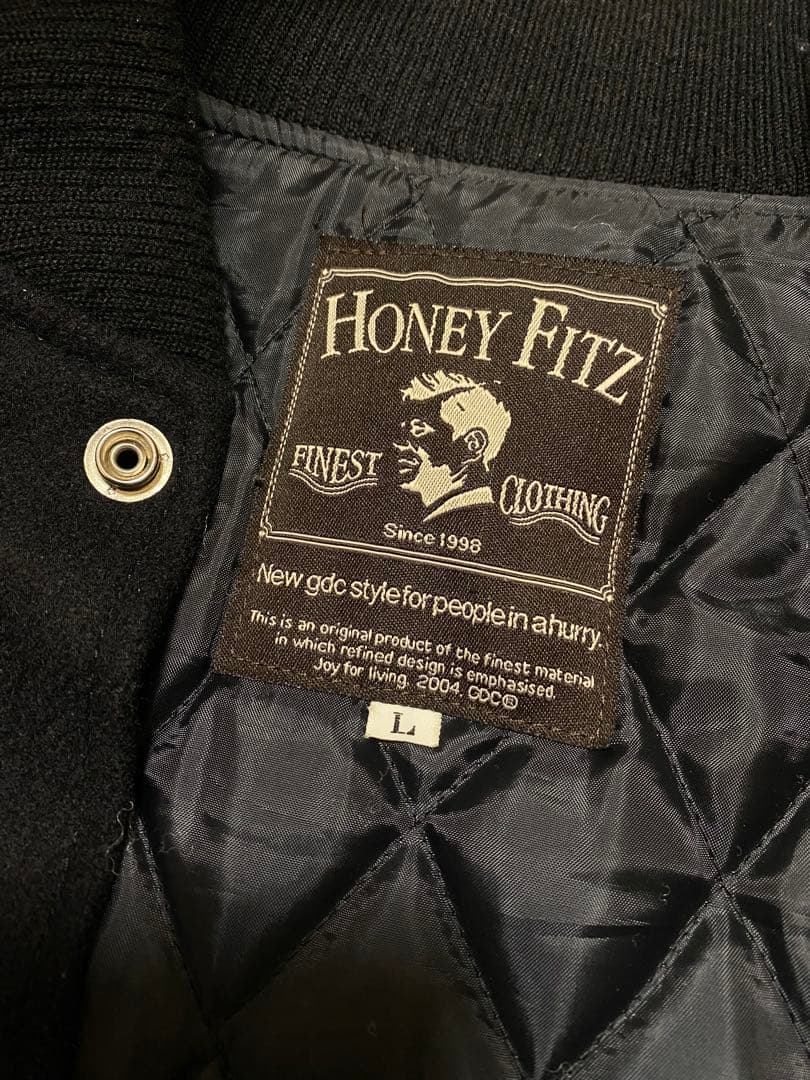 HONEY FITZ
FINEST
CLOTHING
Since 1998
New gdc style for people in a hurry.
This is an original product of the finest material
in which refined design is emphasised.
Joy for living. 2004. GDC®
L